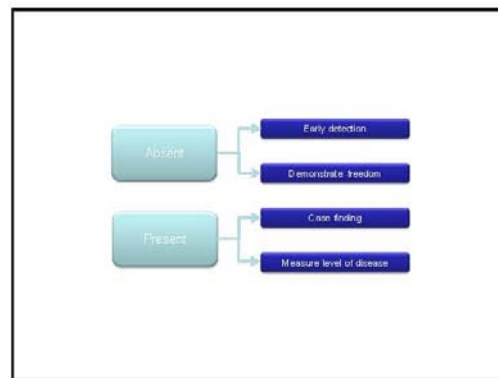 Absent
Early detection
Demonstrate freedom
Present
Case finding
Measure level of disease